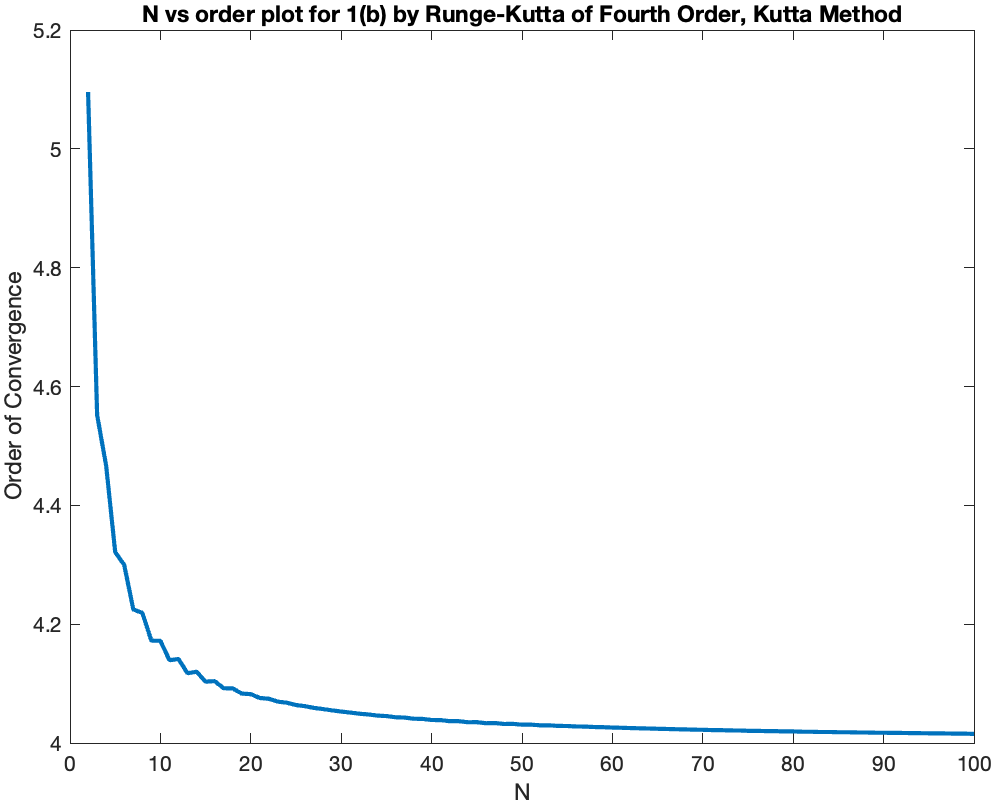 N vs order plot for 1(b) by Runge-Kutta of Fourth Order, Kutta Method
Order of Convergence
5.2
5
4.8
4.6
4.4
4.2
4
0 10 20 30 40 50 60 70 80 90 100
N